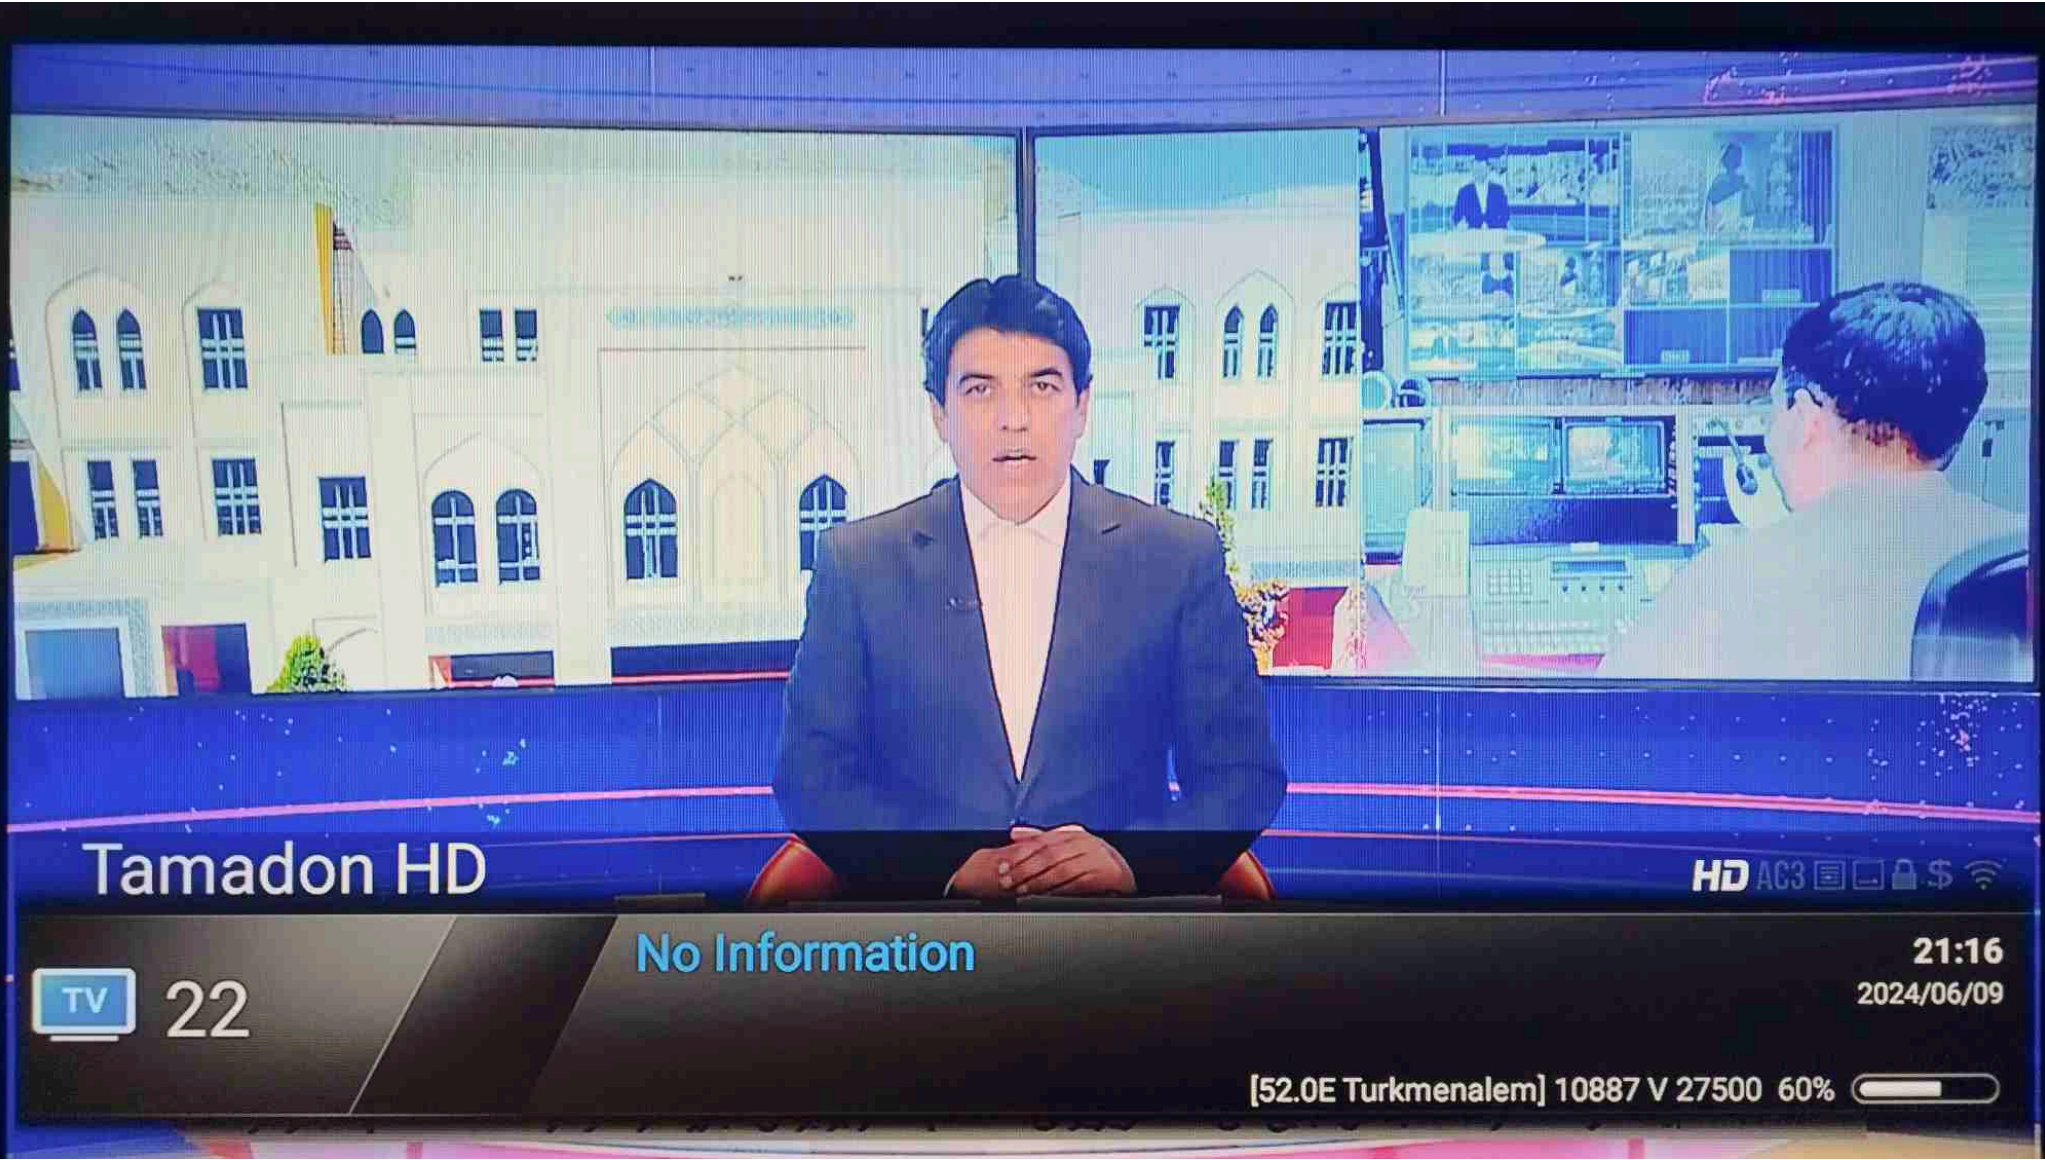 Tamadon HD
HD AC3 $
TV 22
No Information
21:16
2024/06/09
[52.0E Turkmenalem] 10887 V 27500 60%